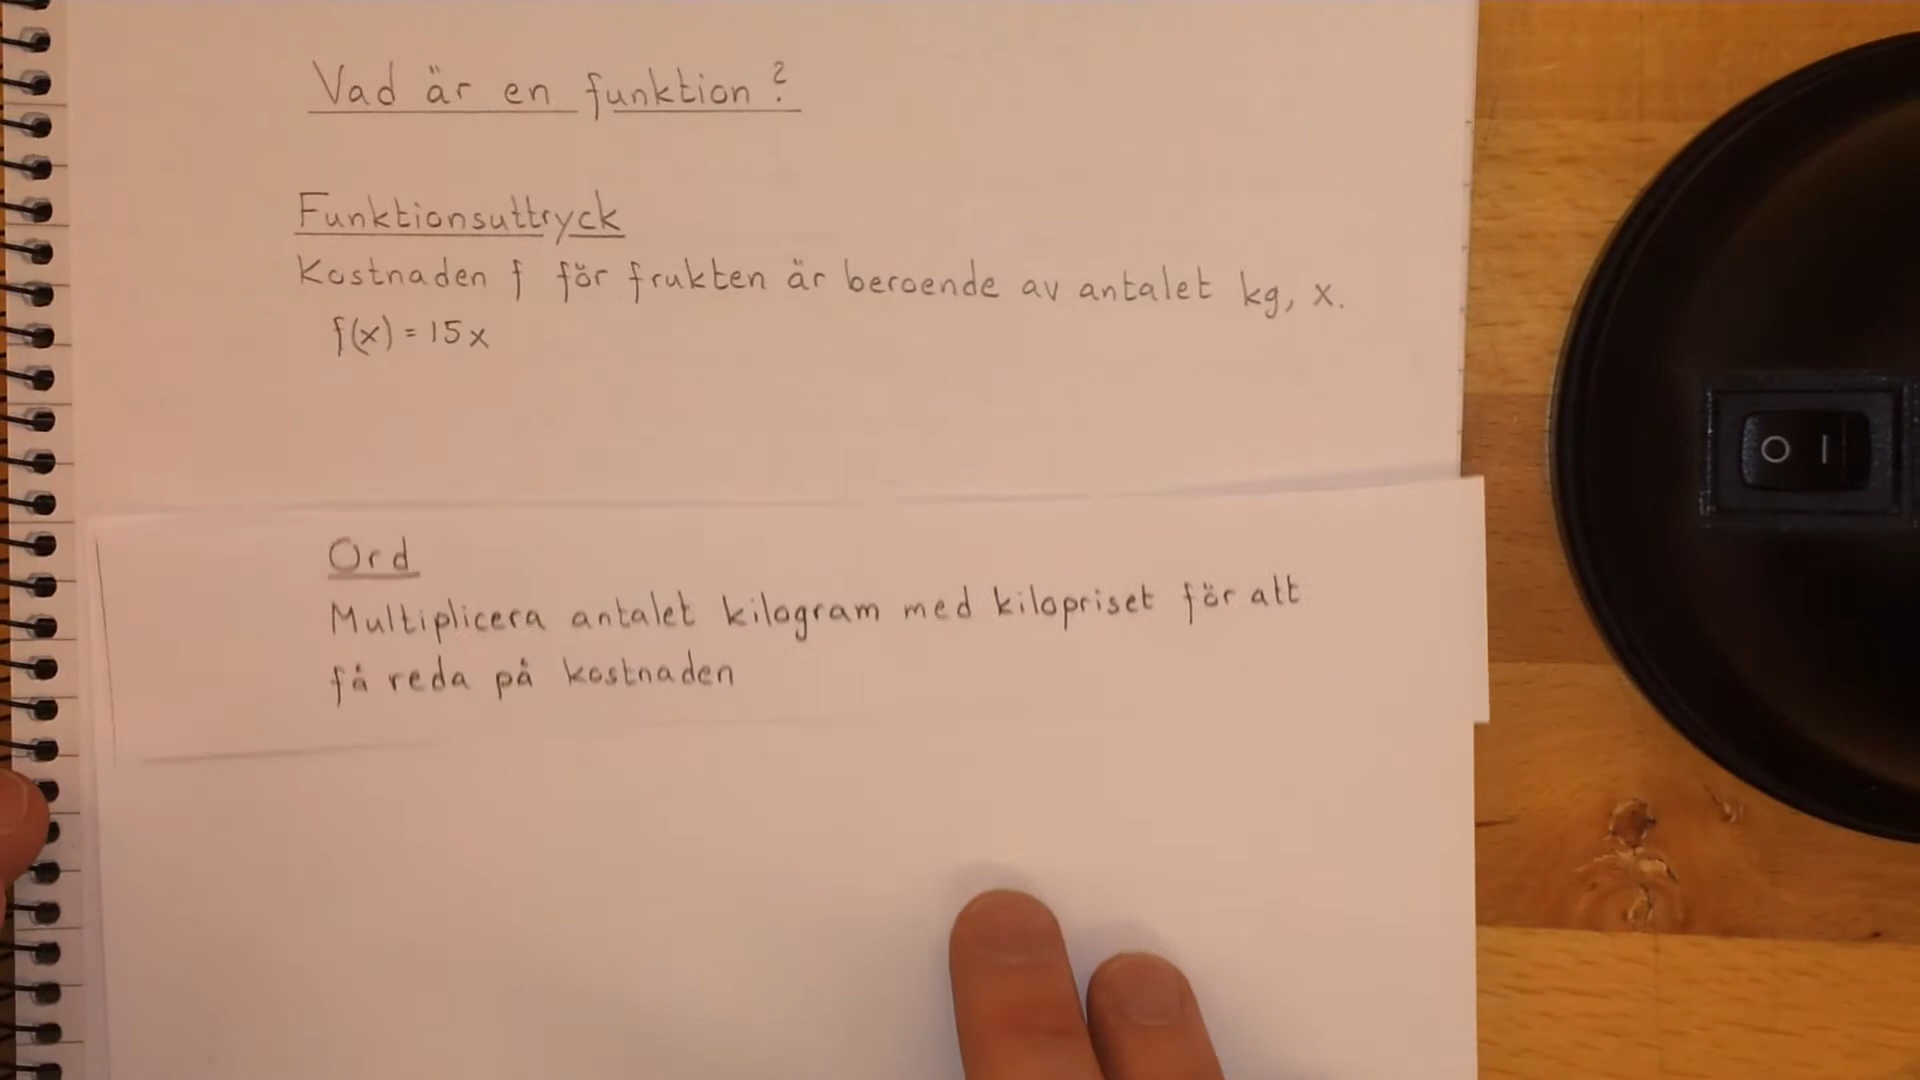 Vad är en funktion?
Funktionsuttryck
Kostnaden f för frukten är beroende av antalet kg, x.
f(x) = 15x
Ord
Multiplicera antalet kilogram med kilopriset för att
få reda på kostnaden
O I